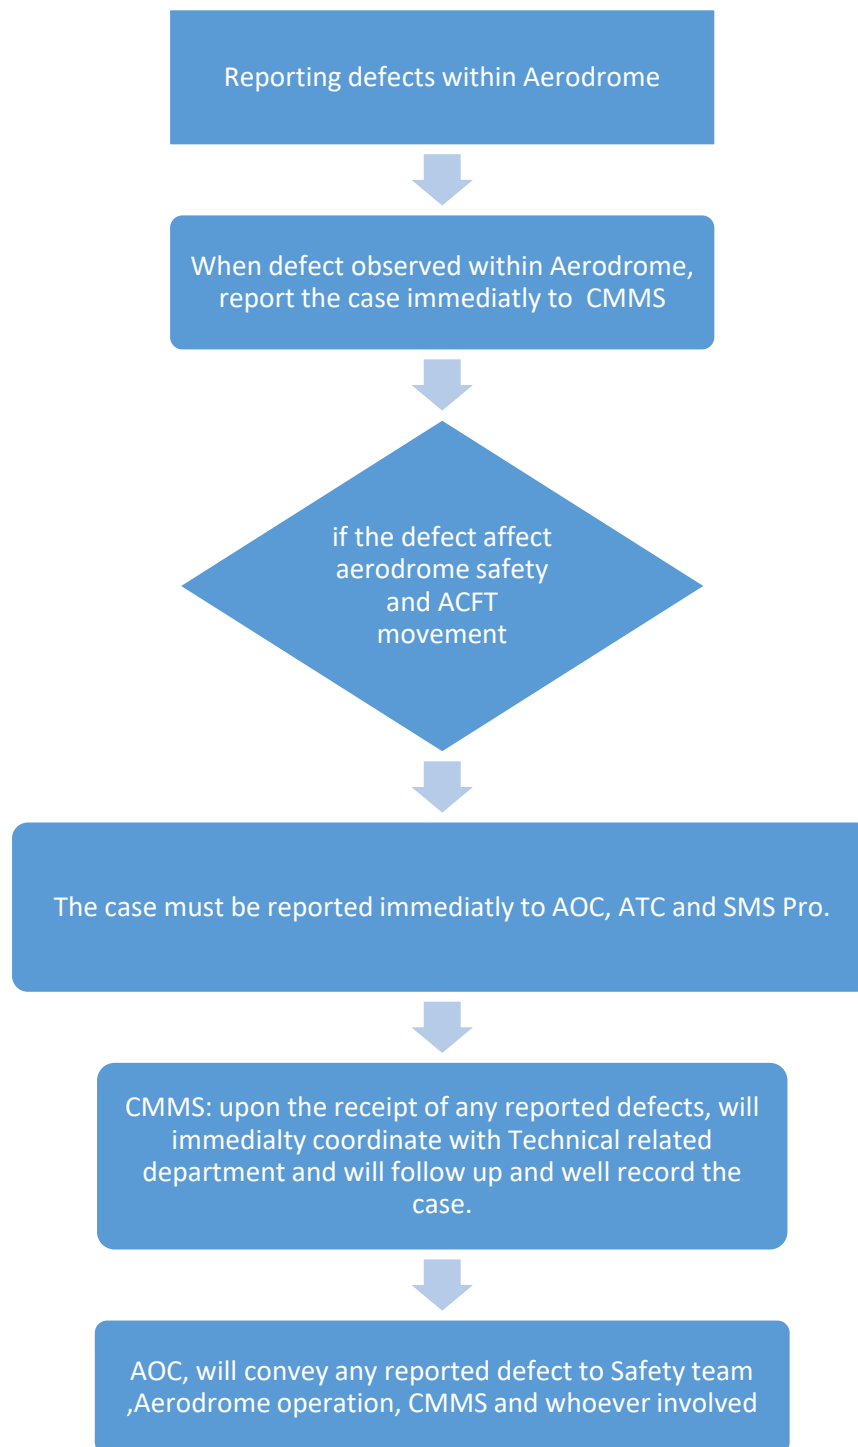 Reporting defects within Aerodrome
When defect observed within Aerodrome,
report the case immediatly to  CMMS
if the defect affect
aerodrome safety
and ACFT
movement
The case must be reported immediatly to AOC, ATC and SMS Pro.
CMMS: upon the receipt of any reported defects, will
immedialty coordinate with Technical related
department and will follow up and well record the
case.
AOC, will convey any reported defect to Safety team
,Aerodrome operation, CMMS and whoever involved